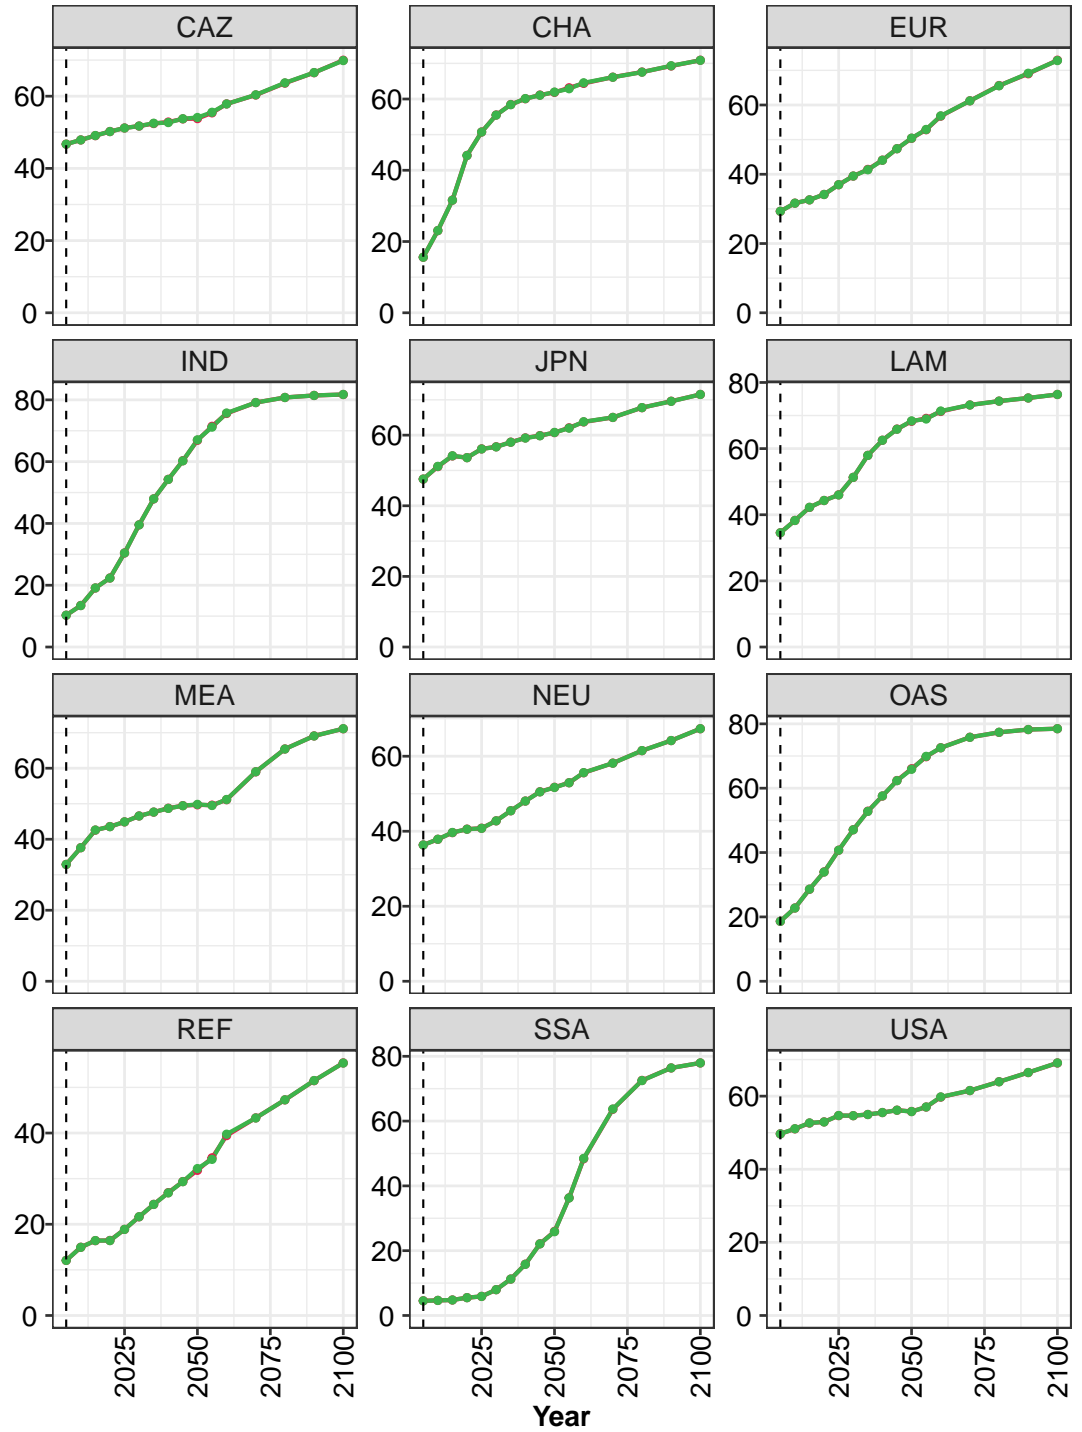 CAZ CHA EUR
60 60 60
40 40 40
20 20 20
0 0 0
IND JPN LAM
80 60 80
60 40 60
40 20 40
20 0 20
0 0
MEA NEU OAS
60 60 80
40 40 60
20 20 40
0 0 20
0
REF SSA USA
40 80 60
20 60 40
0 40 20
20 0
0
2025 2050 2075 2100 2025 2050 2075 2100 2025 2050 2075 2100
Year